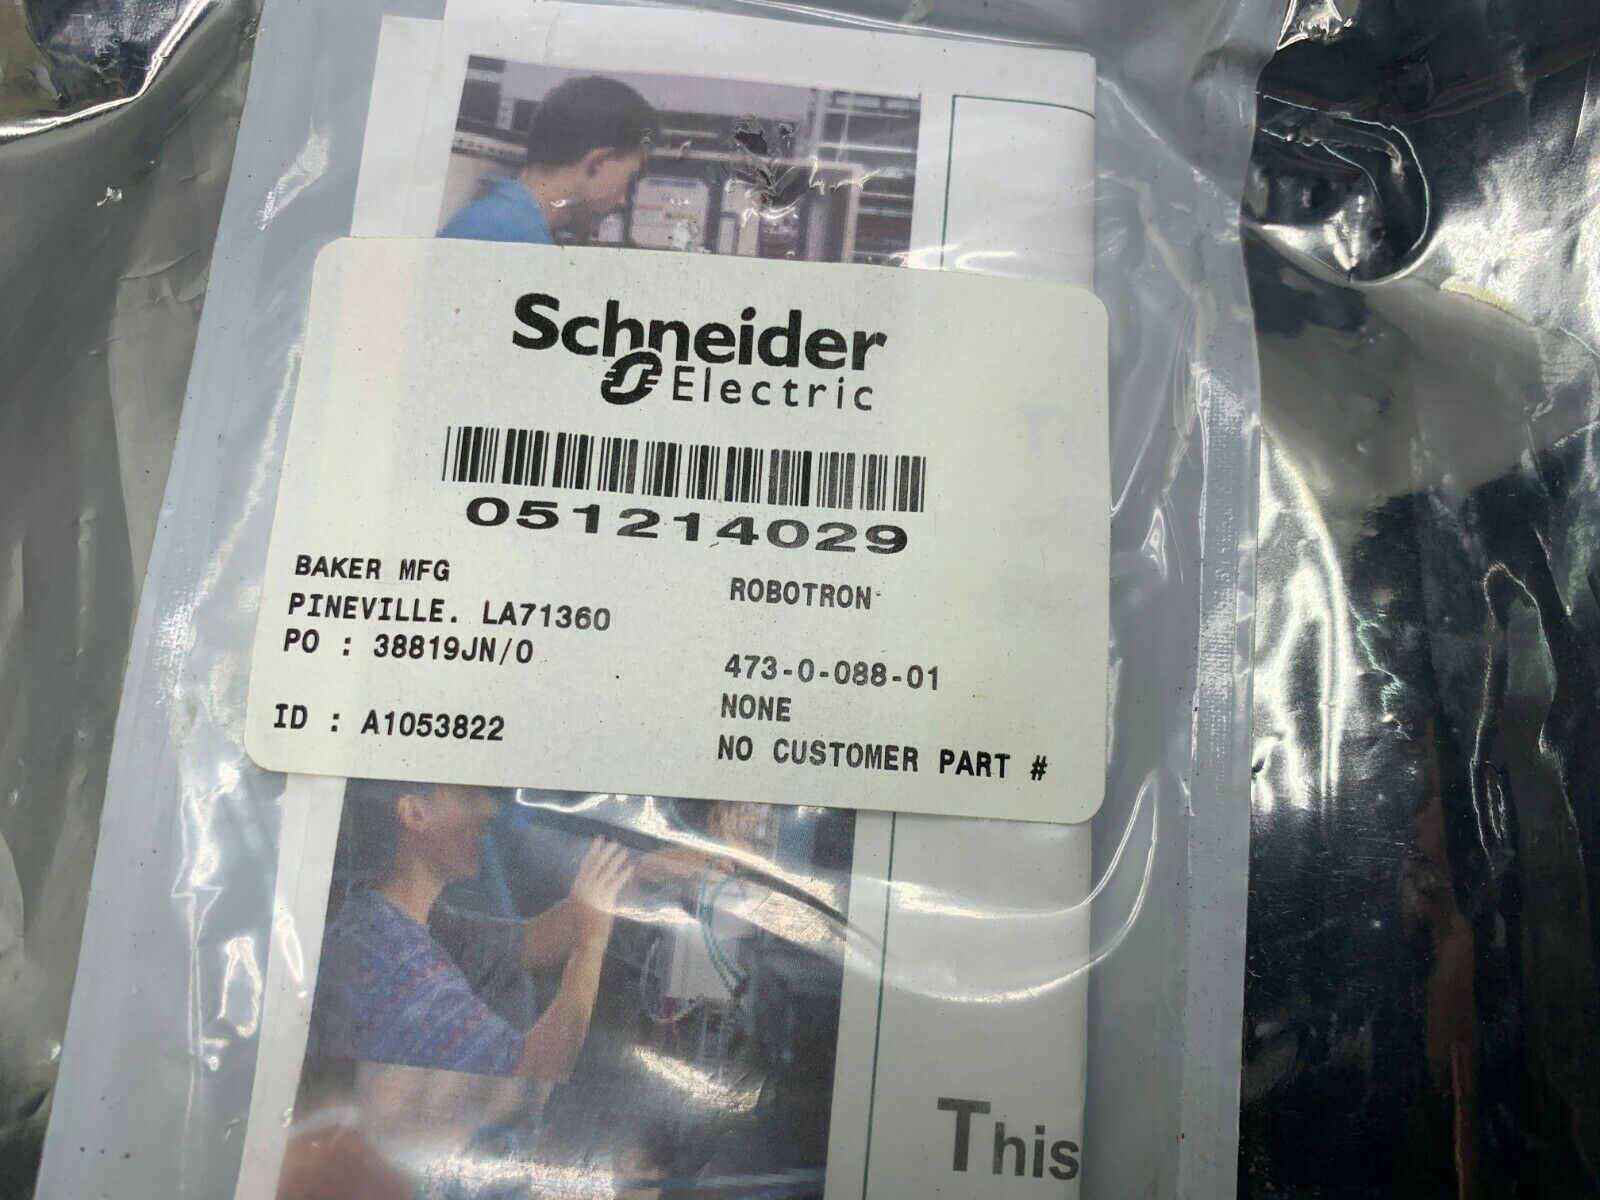 Schneider
Electric
051214029
BAKER MFG
PINEVILLE. LA71360
PO : 38819JN/0
ID : A1053822
ROBOTRON
473-0-088-01
NONE
NO CUSTOMER PART #
This